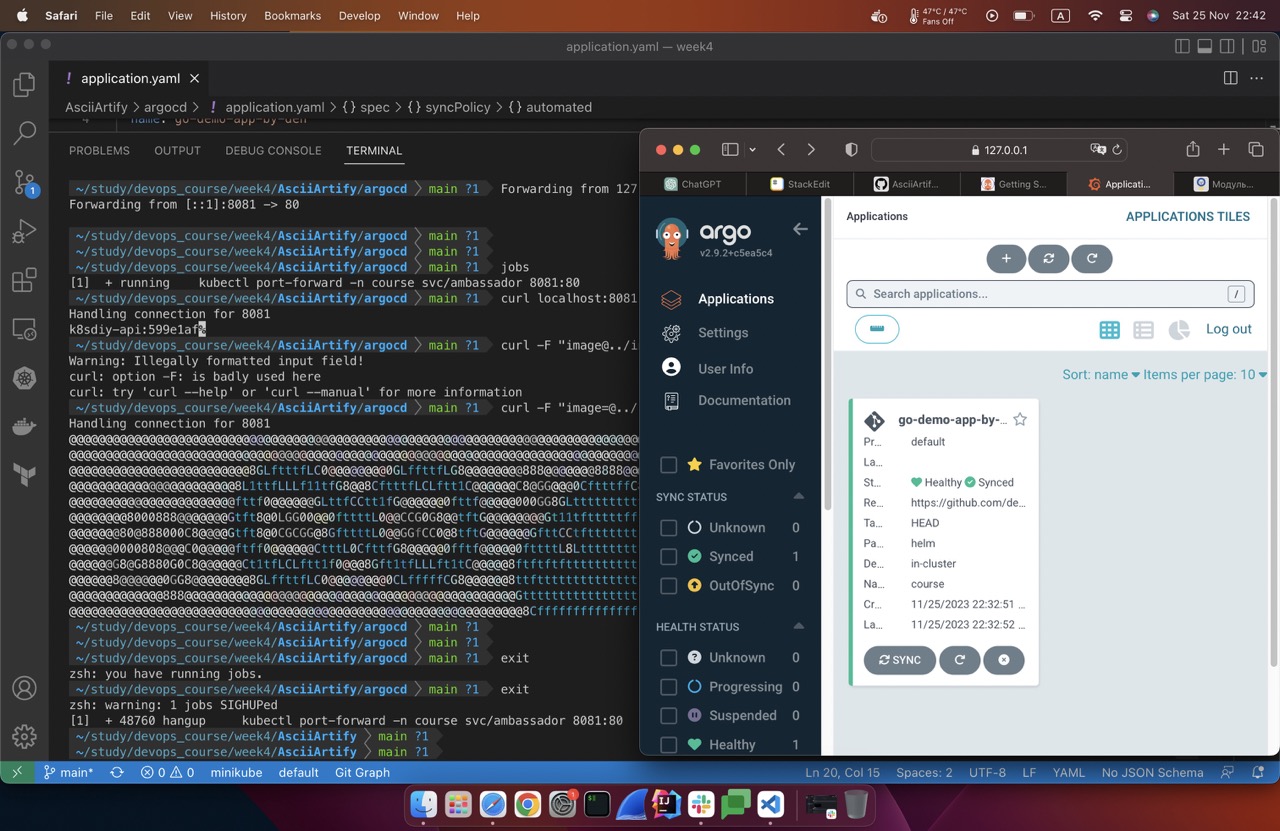 Safari File Edit View History Bookmarks Develop Window Help
47°C / 47°C
Fans Off
A
Sat 25 Nov 22:42
application.yaml — week4
! application.yaml
AsciiArtify > argocd > ! application.yaml > {} spec > {} syncPolicy > {} automated
4 name: go-demo-app-by-den
PROBLEMS OUTPUT DEBUG CONSOLE TERMINAL
~/study/devops_course/week4/AsciiArtify/argocd main ?1 Forwarding from 127
Forwarding from [::1]:8081 -> 80
~/study/devops_course/week4/AsciiArtify/argocd main ?1
~/study/devops_course/week4/AsciiArtify/argocd main ?1
~/study/devops_course/week4/AsciiArtify/argocd main ?1 jobs
[1] + running kubectl port-forward -n course svc/ambassador 8081:80
~/study/devops_course/week4/AsciiArtify/argocd main ?1 curl localhost:8081
Handling connection for 8081
k8sdiy-api:599e1af%
~/study/devops_course/week4/AsciiArtify/argocd main ?1 curl -F "image@../i
Warning: Illegally formatted input field!
curl: option -F: is badly used here
curl: try 'curl --help' or 'curl --manual' for more information
~/study/devops_course/week4/AsciiArtify/argocd main ?1 curl -F "image=@../
Handling connection for 8081
~/study/devops_course/week4/AsciiArtify/argocd main ?1
~/study/devops_course/week4/AsciiArtify/argocd main ?1
~/study/devops_course/week4/AsciiArtify/argocd main ?1 exit
zsh: you have running jobs.
~/study/devops_course/week4/AsciiArtify/argocd main ?1 exit
zsh: warning: 1 jobs SIGHUPed
[1] + 48760 hangup kubectl port-forward -n course svc/ambassador 8081:80
~/study/devops_course/week4/AsciiArtify main ?1
~/study/devops_course/week4/AsciiArtify main ?1
1
127.0.0.1
ChatGPT StackEdit AsciiArtif... Getting S... Applicati... Модуль...
argo
v2.9.2+c5ea5c4
Applications
Settings
User Info
Documentation
Favorites Only
SYNC STATUS
Unknown 0
Synced 1
OutOfSync 0
HEALTH STATUS
Unknown 0
Progressing 0
Suspended 0
Healthy 1
Applications APPLICATIONS TILES
Search applications... /
Log out
Sort: name Items per page: 10
go-demo-app-by-...
Pr... default
La...
St... Healthy Synced
Re... https://github.com/de...
Ta... HEAD
Pa... helm
De... in-cluster
Na... course
Cr... 11/25/2023 22:32:51 ...
La... 11/25/2023 22:32:52 ...
SYNC
main* 0 0 minikube default Git Graph Ln 20, Col 15 Spaces: 2 UTF-8 LF YAML No JSON Schema
1